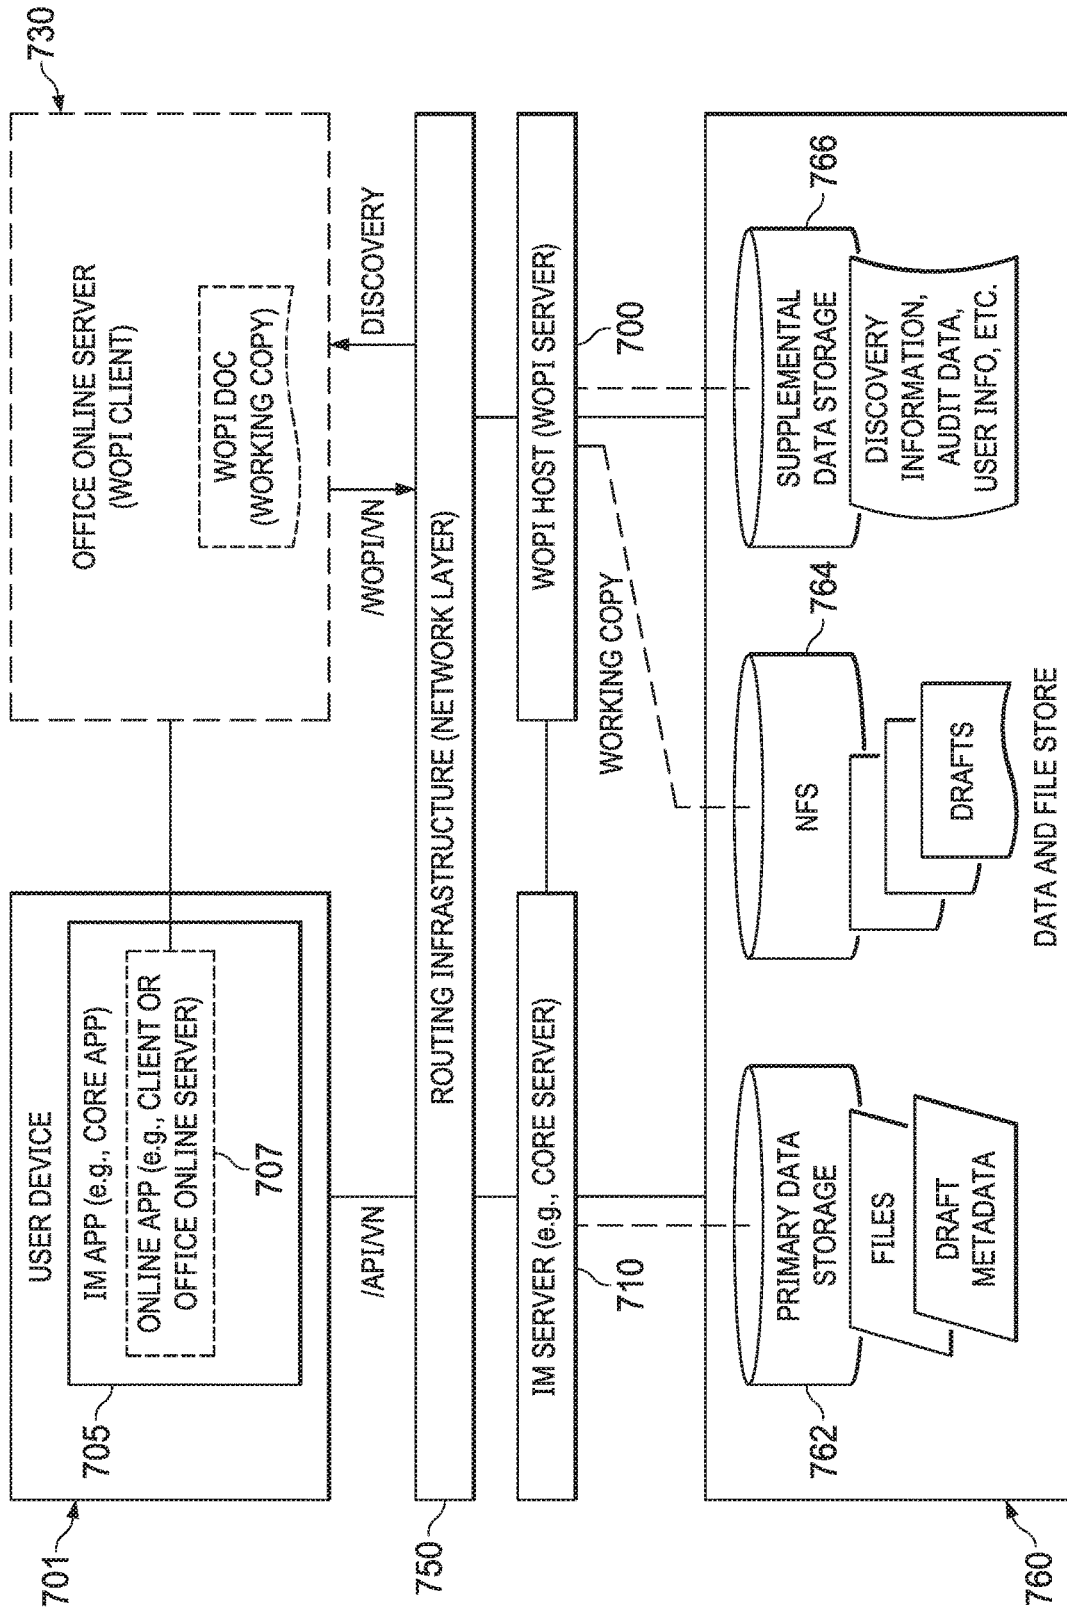 730
OFFICE ONLINE SERVER
(WOPI CLIENT)
WOPI DOC
(WORKING COPY)
701
USER DEVICE
705
IM APP (e.g., CORE APP)
ONLINE APP (e.g., CLIENT OR
OFFICE ONLINE SERVER)
707
/API/VN
/WOPI/VN
DISCOVERY
750
ROUTING INFRASTRUCTURE (NETWORK LAYER)
IM SERVER (e.g., CORE SERVER)
710
WOPI HOST (WOPI SERVER)
700
WORKING COPY
762
PRIMARY DATA
STORAGE
FILES
DRAFT
METADATA
764
NFS
DRAFTS
766
SUPPLEMENTAL
DATA STORAGE
DISCOVERY
INFORMATION,
AUDIT DATA,
USER INFO, ETC.
760
DATA AND FILE STORE